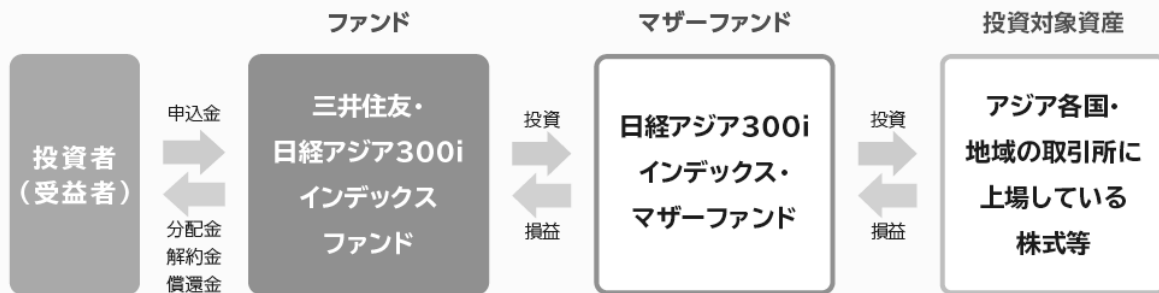 ファンド
マザーファンド
投資対象資産
投資者
（受益者）
申込金
分配金
解約金
償還金
三井住友・
日経アジア300i
インデックス
ファンド
投資
損益
日経アジア300i
インデックス・
マザーファンド
投資
損益
アジア各国・
地域の取引所に
上場している
株式等